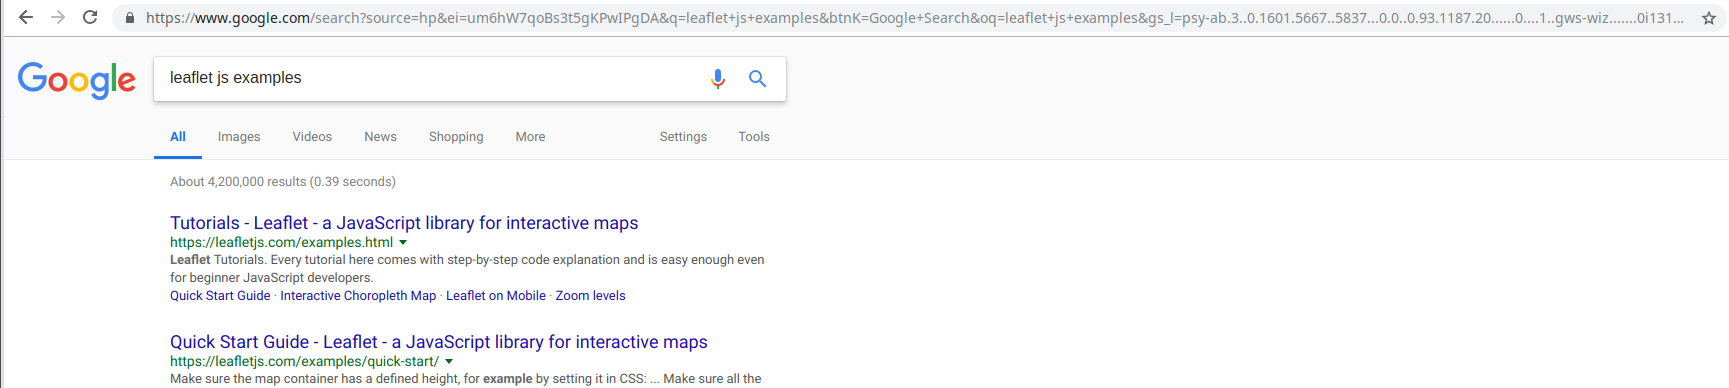 https://www.google.com/search?source=hp&ei=um6hW7qoBs3t5gKPwIPgDA&q=leaflet+js+examples&btnK=Google+Search&oq=leaflet+js+examples&gs_l=psy-ab.3..0.1601.5667..5837...0.0..0.93.1187.20......0....1..gws-wiz.......0i131...
Google
leaflet js examples
All Images Videos News Shopping More Settings Tools
About 4,200,000 results (0.39 seconds)
Tutorials - Leaflet - a JavaScript library for interactive maps
https://leafletjs.com/examples.html
Leaflet Tutorials. Every tutorial here comes with step-by-step code explanation and is easy enough even
for beginner JavaScript developers.
Quick Start Guide · Interactive Choropleth Map · Leaflet on Mobile · Zoom levels
Quick Start Guide - Leaflet - a JavaScript library for interactive maps
https://leafletjs.com/examples/quick-start/
Make sure the map container has a defined height, for example by setting it in CSS: ... Make sure all the